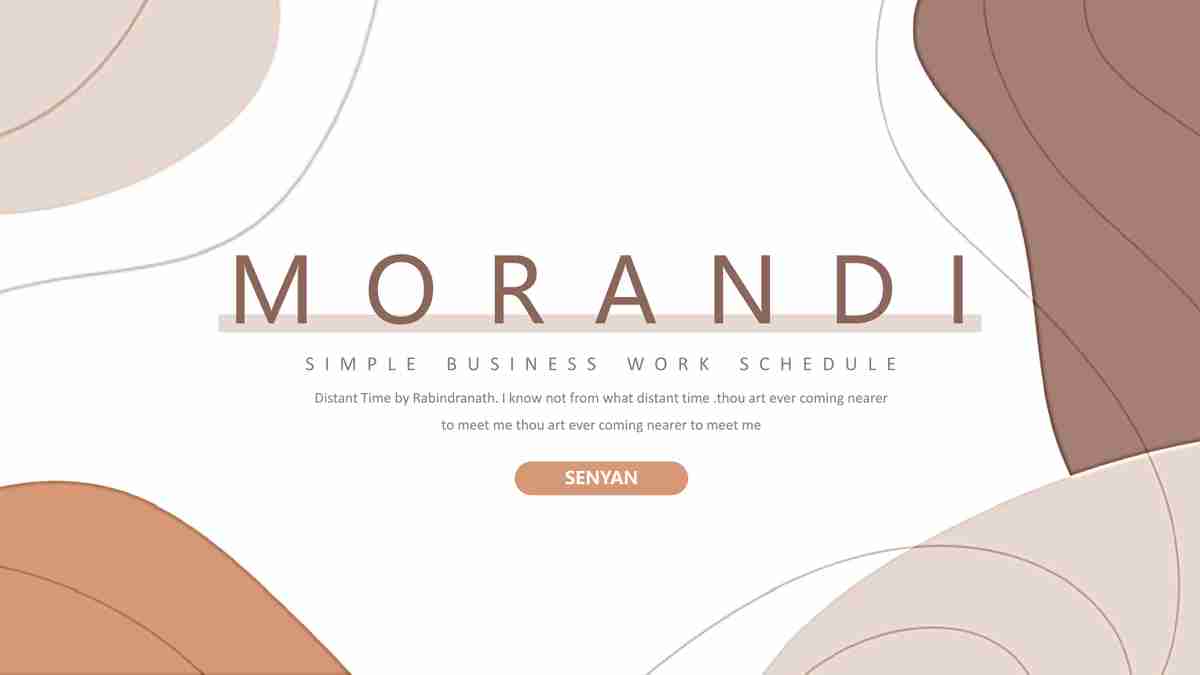 MORANDI
SIMPLE BUSINESS WORK SCHEDULE
Distant Time by Rabindranath. I know not from what distant time .thou art ever coming nearer
to meet me thou art ever coming nearer to meet me
SENYAN